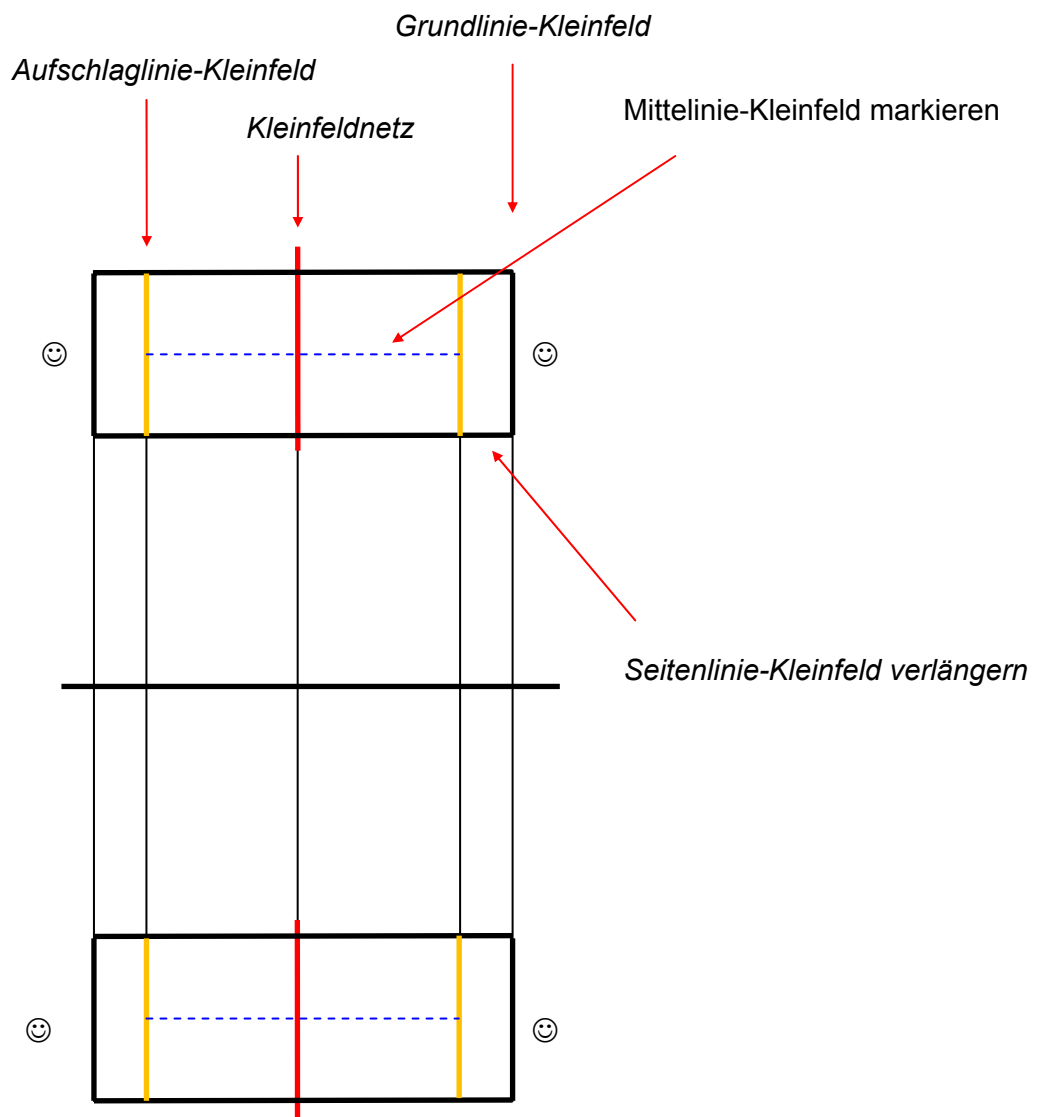 Grundlinie-Kleinfeld
Aufschlaglinie-Kleinfeld
Kleinfeldnetz
Mittelinie-Kleinfeld markieren
Seitenlinie-Kleinfeld verlängern